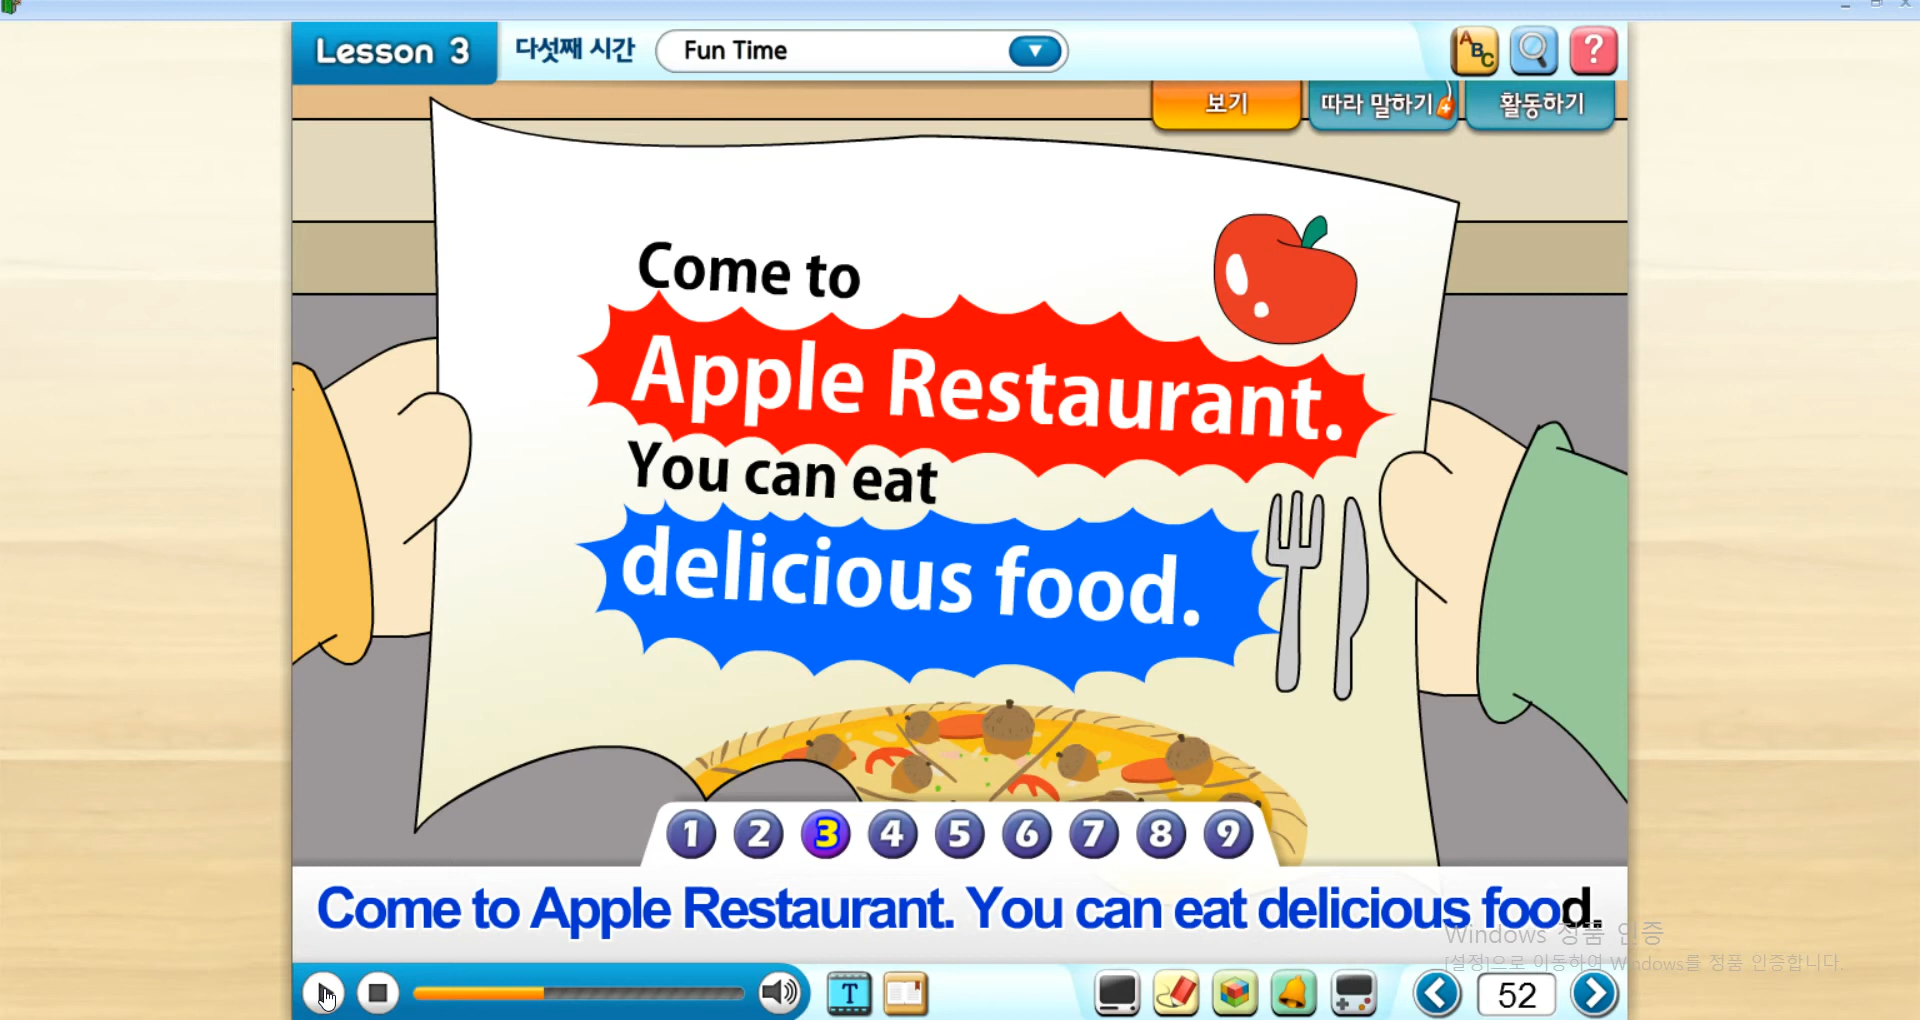 Lesson 3
다섯째 시간
Fun Time
ABC
?
보기
따라 말하기
활동하기
Come to
Apple Restaurant.
You can eat
delicious food.
1 2 3 4 5 6 7 8 9
Come to Apple Restaurant. You can eat delicious food.
Windows 정품 인증
[설정]으로 이동하여 Windows를 정품 인증합니다.
T
52